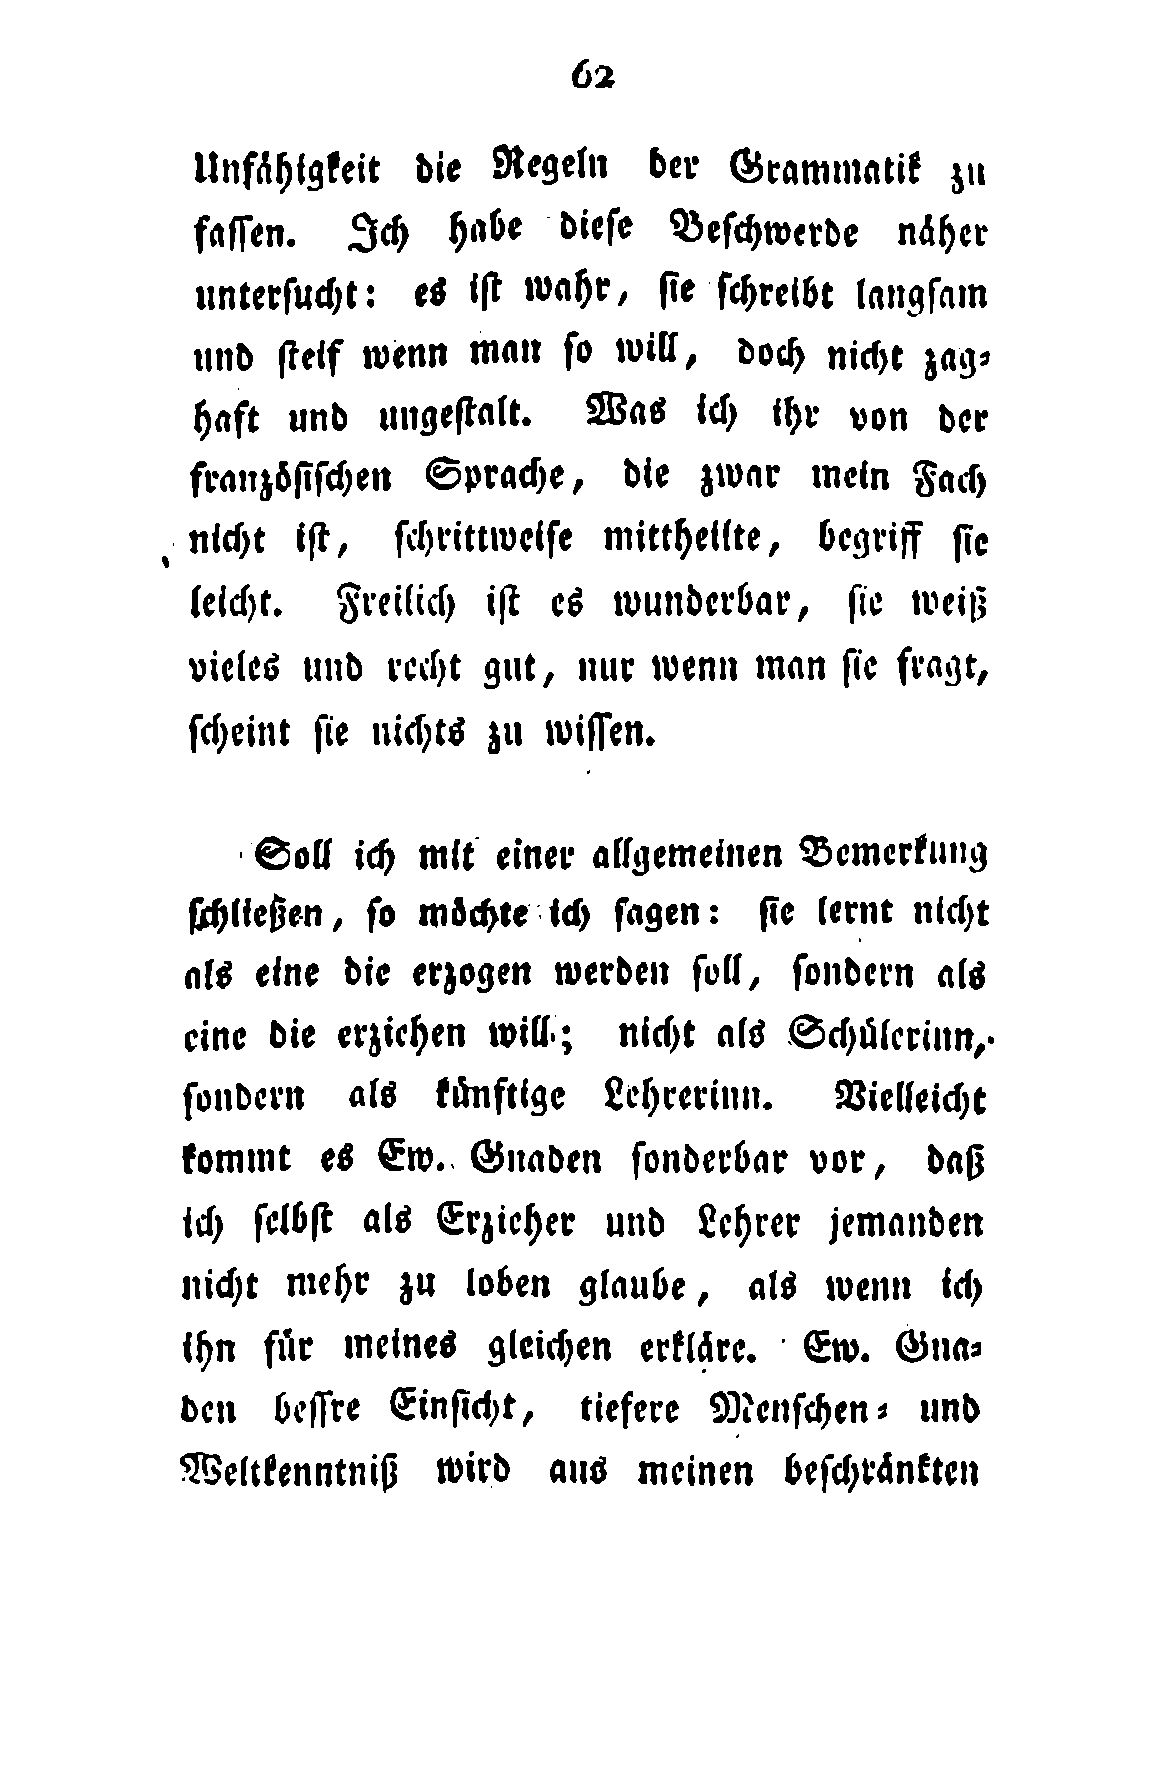 62
Unfähigkeit die Regeln der Grammatik zu
faſſen. Ich habe dieſe Beſchwerde näher
unterſucht: es iſt wahr, ſie ſchreibt langſam
und ſteif wenn man ſo will, doch nicht zag⸗
haft und ungeſtalt. Was ich ihr von der
franzöſiſchen Sprache, die zwar mein Fach
nicht iſt, ſchrittweiſe mittheilte, begriff ſie
leicht. Freilich iſt es wunderbar, ſie weiß
vieles und recht gut, nur wenn man ſie fragt,
ſcheint ſie nichts zu wiſſen.
Soll ich mit einer allgemeinen Bemerkung
ſchließen, ſo möchte ich ſagen: ſie lernt nicht
als eine die erzogen werden ſoll, ſondern als
eine die erziehen will; nicht als Schülerinn,
ſondern als künftige Lehrerinn. Vielleicht
kommt es Ew. Gnaden ſonderbar vor, daß
ich ſelbſt als Erzieher und Lehrer jemanden
nicht mehr zu loben glaube, als wenn ich
ihn für meines gleichen erkläre. Ew. Gna⸗
den beſſre Einſicht, tiefere Menſchen⸗ und
Weltkenntniß wird aus meinen beſchränkten